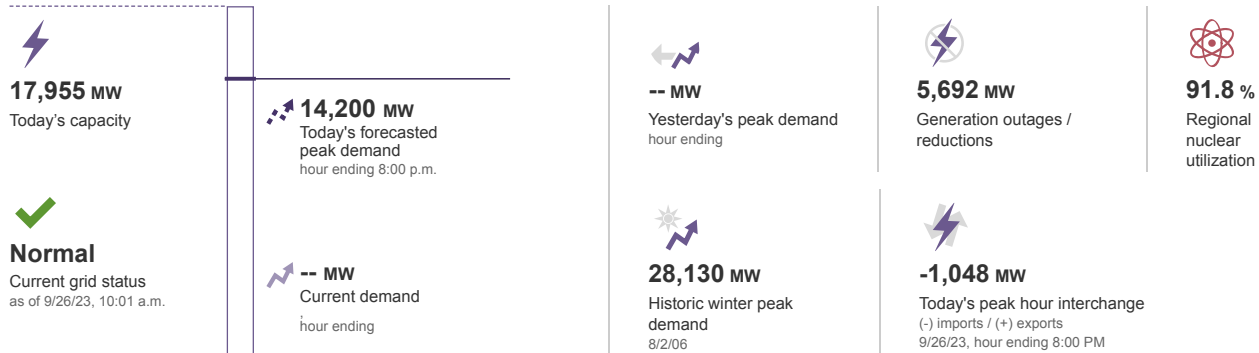 17,955 MW
Today's capacity
14,200 MW
Today's forecasted
peak demand
hour ending 8:00 p.m.
Normal
Current grid status
as of 9/26/23, 10:01 a.m.
-- MW
Current demand
,
hour ending
-- MW
Yesterday's peak demand
hour ending
5,692 MW
Generation outages /
reductions
91.8 %
Regional
nuclear
utilization
28,130 MW
Historic winter peak
demand
8/2/06
-1,048 MW
Today's peak hour interchange
(-) imports / (+) exports
9/26/23, hour ending 8:00 PM